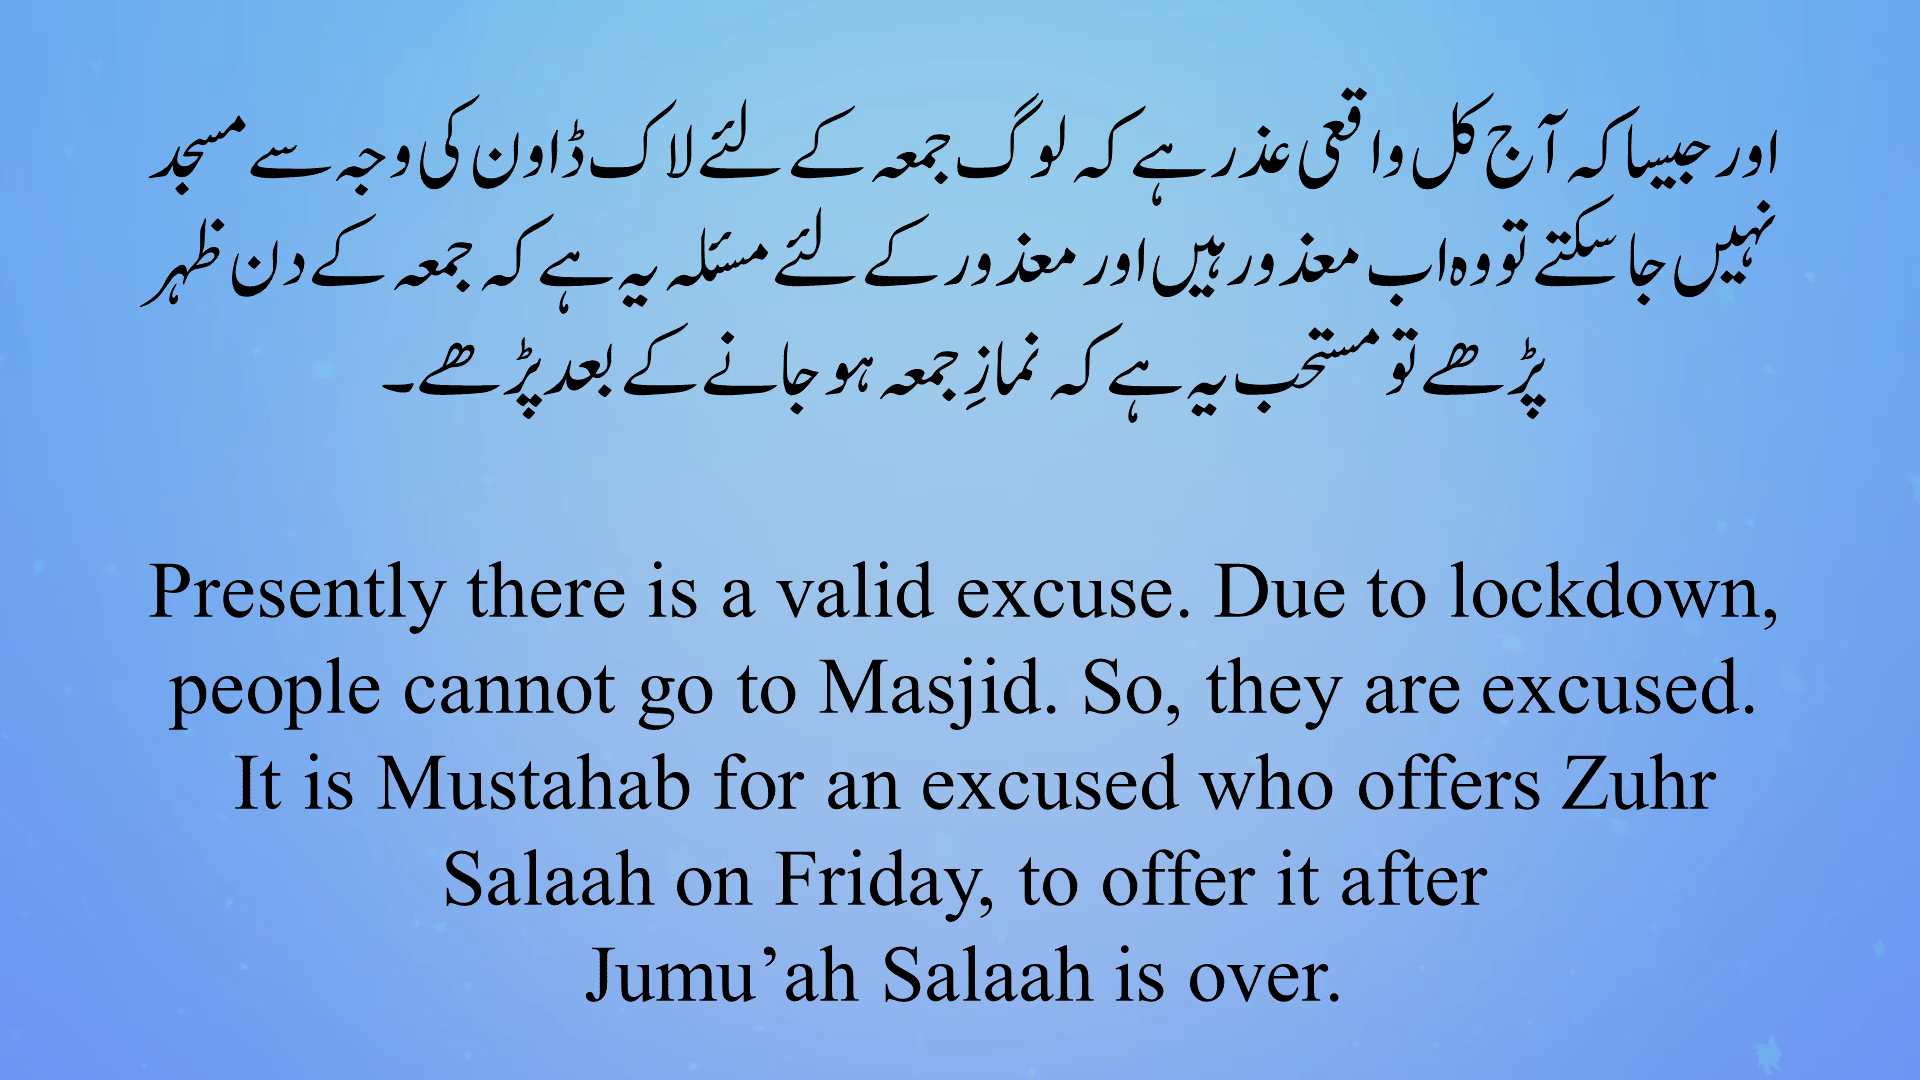 اور جیسا کہ آج کل واقعی عذر ہے کہ لوگ جمعہ کے لئے لاک ڈاون کی وجہ سے مسجد
نہیں جا سکتے تو وہ اب معذور ہیں اور معذور کے لئے مسئلہ یہ ہے کہ جمعہ کے دن ظہر
پڑھے تو مستحب یہ ہے کہ نمازِ جمعہ ہو جانے کے بعد پڑھے۔
Presently there is a valid excuse. Due to lockdown,
people cannot go to Masjid. So, they are excused.
It is Mustahab for an excused who offers Zuhr
Salaah on Friday, to offer it after
Jumu’ah Salaah is over.